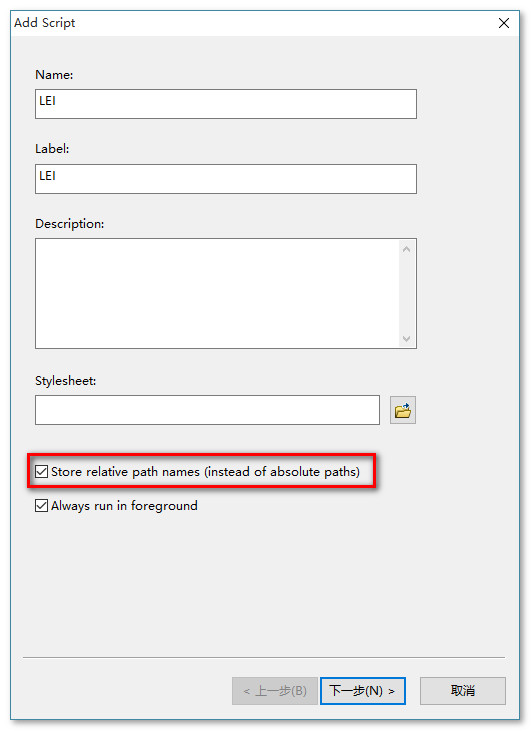 Add Script
Name:
LEI
Label:
LEI
Description:
Stylesheet:
Store relative path names (instead of absolute paths)
Always run in foreground
< 上一步(B)
下一步(N) >
取消